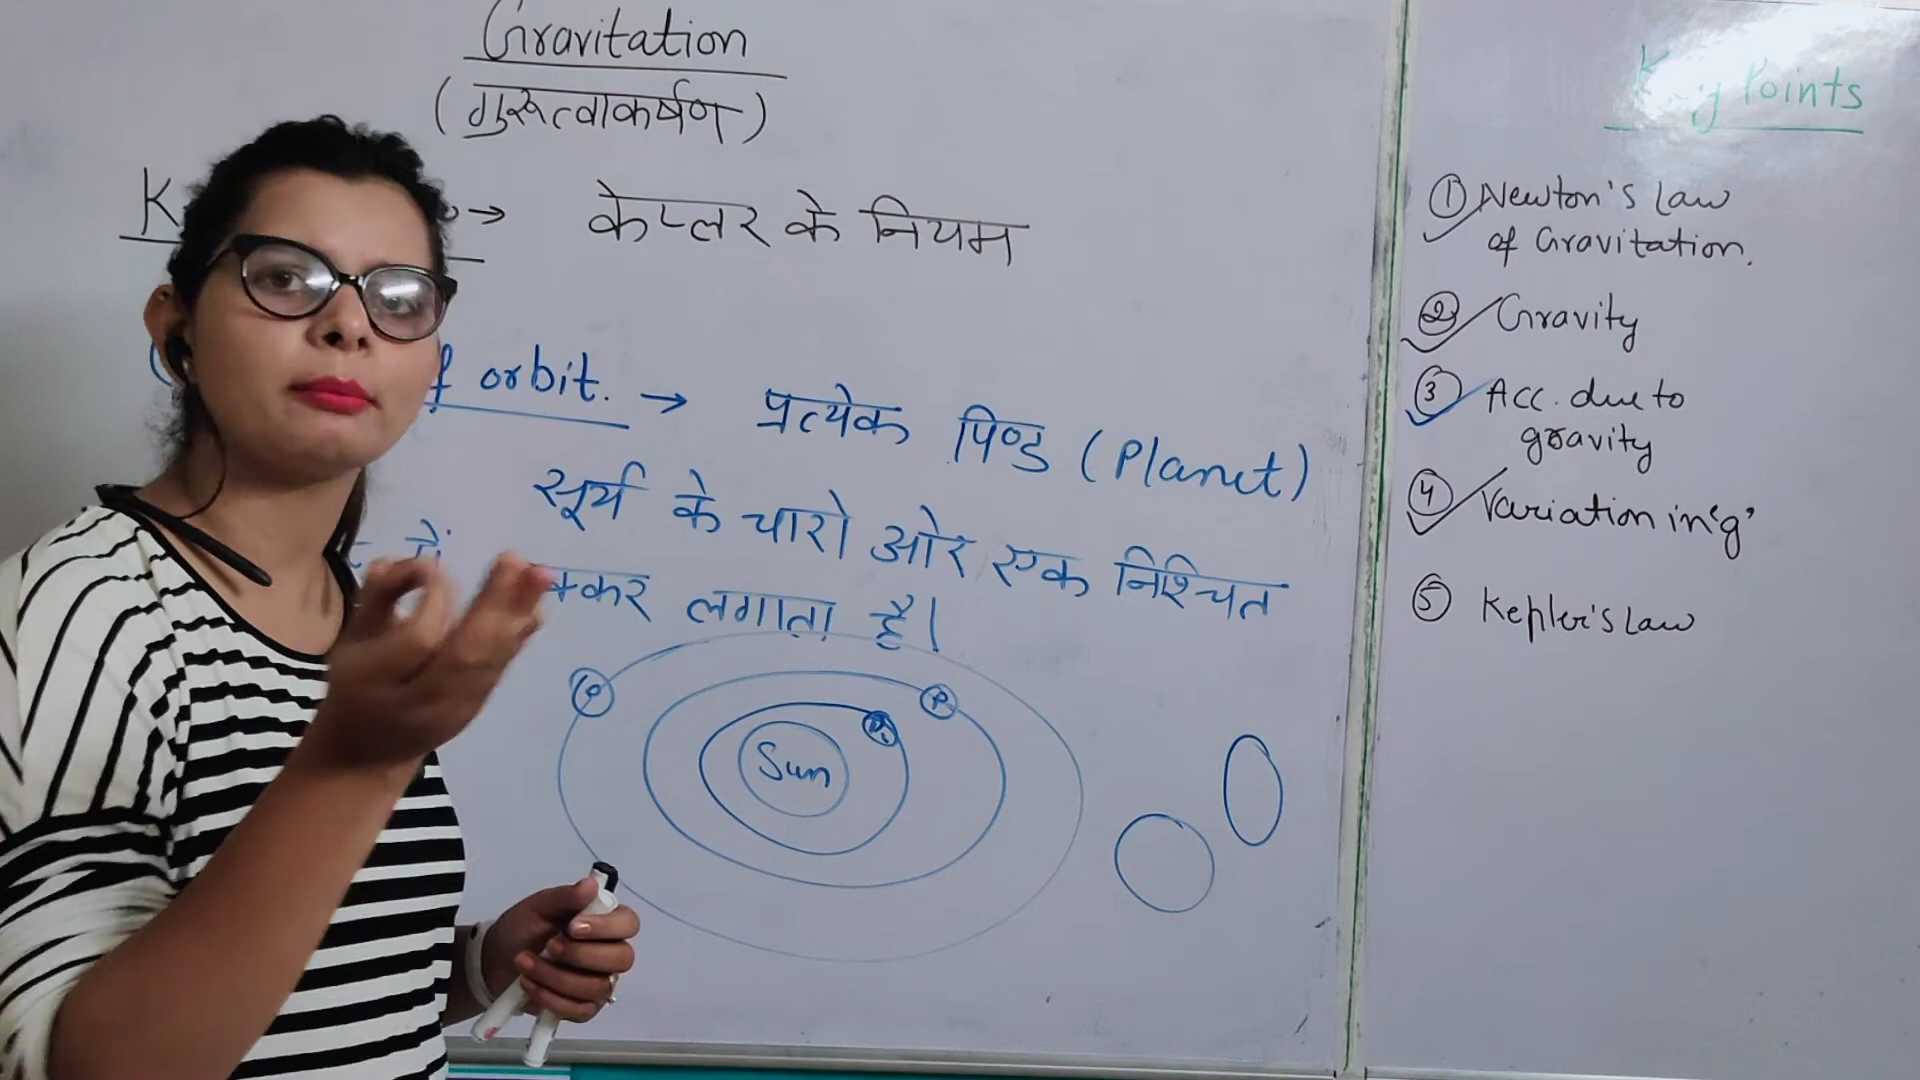 Gravitation
(गुरूत्वाकर्षण)
→ केप्लर के नियम
orbit. → प्रत्येक पिण्ड (Planet)
सूर्य के चारो ओर एक निश्चित
में लगाता है।
P
P
P1
Sun
Key Points
① Newton's Law
of Gravitation.
② Gravity
③ Acc. due to
gravity
④ Variation in 'g'
⑤ Kepler's Law